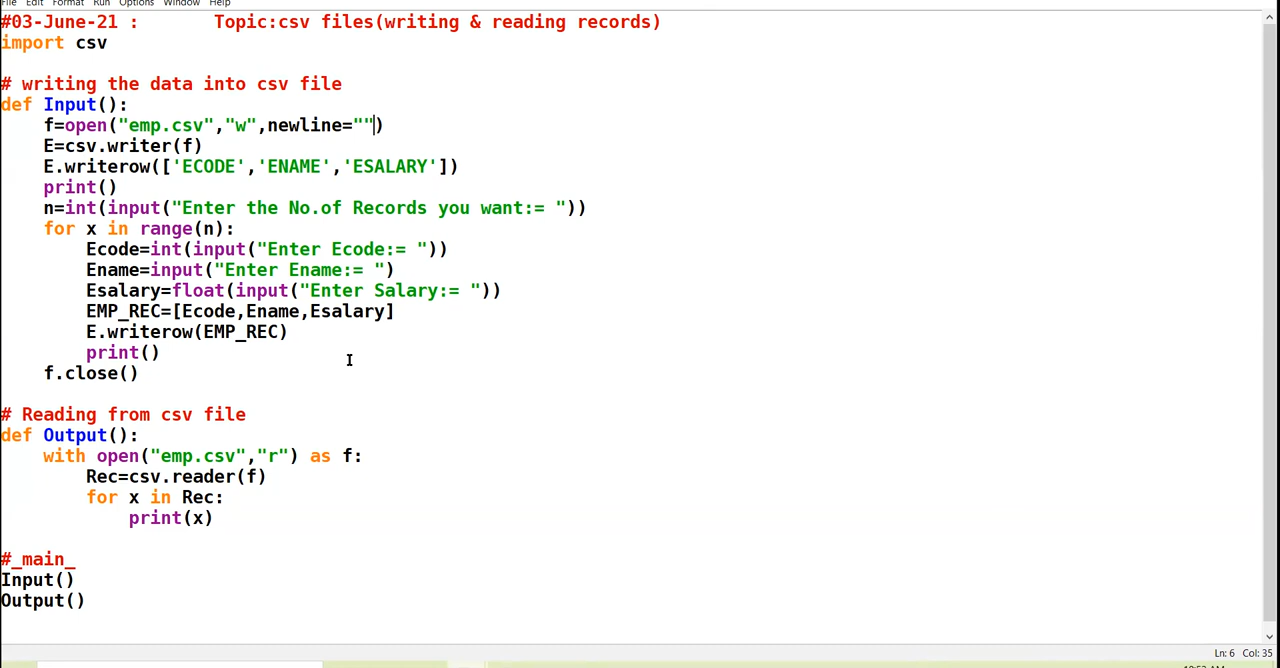 File Edit Format Run Options Window Help
#03-June-21 :       Topic:csv files(writing & reading records)
import csv
# writing the data into csv file
def Input():
    f=open("emp.csv","w",newline="")
    E=csv.writer(f)
    E.writerow(['ECODE','ENAME','ESALARY'])
    print()
    n=int(input("Enter the No.of Records you want:= "))
    for x in range(n):
        Ecode=int(input("Enter Ecode:= "))
        Ename=input("Enter Ename:= ")
        Esalary=float(input("Enter Salary:= "))
        EMP_REC=[Ecode,Ename,Esalary]
        E.writerow(EMP_REC)
        print()
    f.close()
# Reading from csv file
def Output():
    with open("emp.csv","r") as f:
        Rec=csv.reader(f)
        for x in Rec:
            print(x)
#_main_
Input()
Output()
Ln: 6 Col: 35